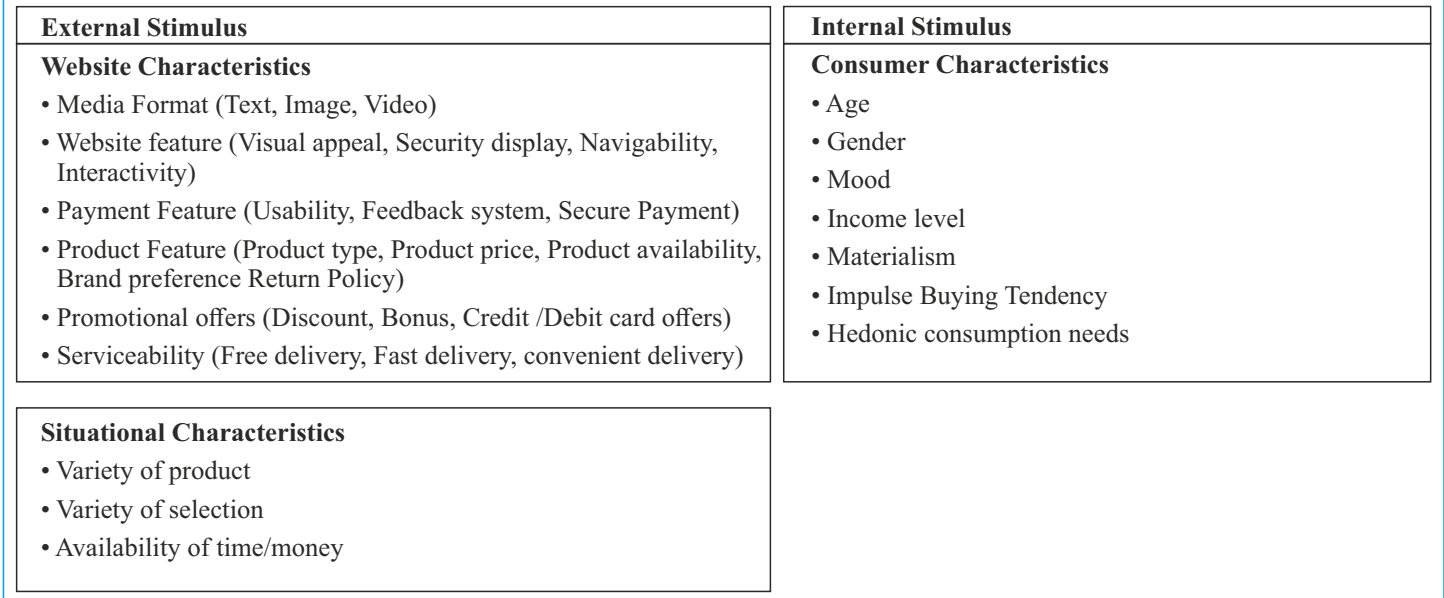 External Stimulus
Website Characteristics
• Media Format (Text, Image, Video)
• Website feature (Visual appeal, Security display, Navigability,
Interactivity)
• Payment Feature (Usability, Feedback system, Secure Payment)
• Product Feature (Product type, Product price, Product availability,
Brand preference Return Policy)
• Promotional offers (Discount, Bonus, Credit /Debit card offers)
• Serviceability (Free delivery, Fast delivery, convenient delivery)
Internal Stimulus
Consumer Characteristics
• Age
• Gender
• Mood
• Income level
• Materialism
• Impulse Buying Tendency
• Hedonic consumption needs
Situational Characteristics
• Variety of product
• Variety of selection
• Availability of time/money